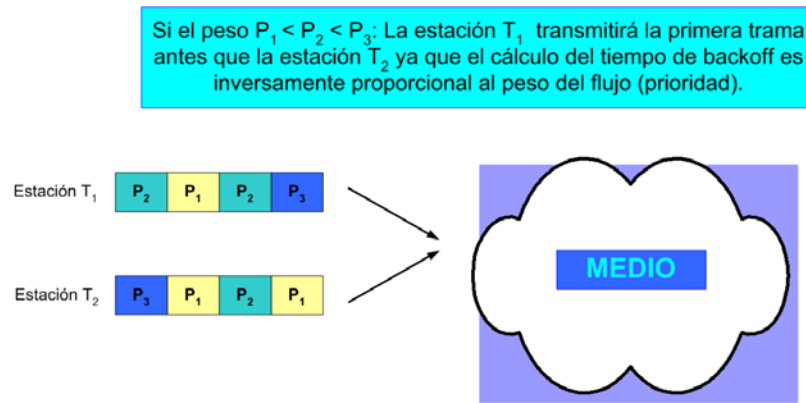 Si el peso P1 < P2 < P3: La estación T1 transmitirá la primera trama
antes que la estación T2 ya que el cálculo del tiempo de backoff es
inversamente proporcional al peso del flujo (prioridad).
Estación T1 P2 P1 P2 P3
MEDIO
Estación T2 P3 P1 P2 P1